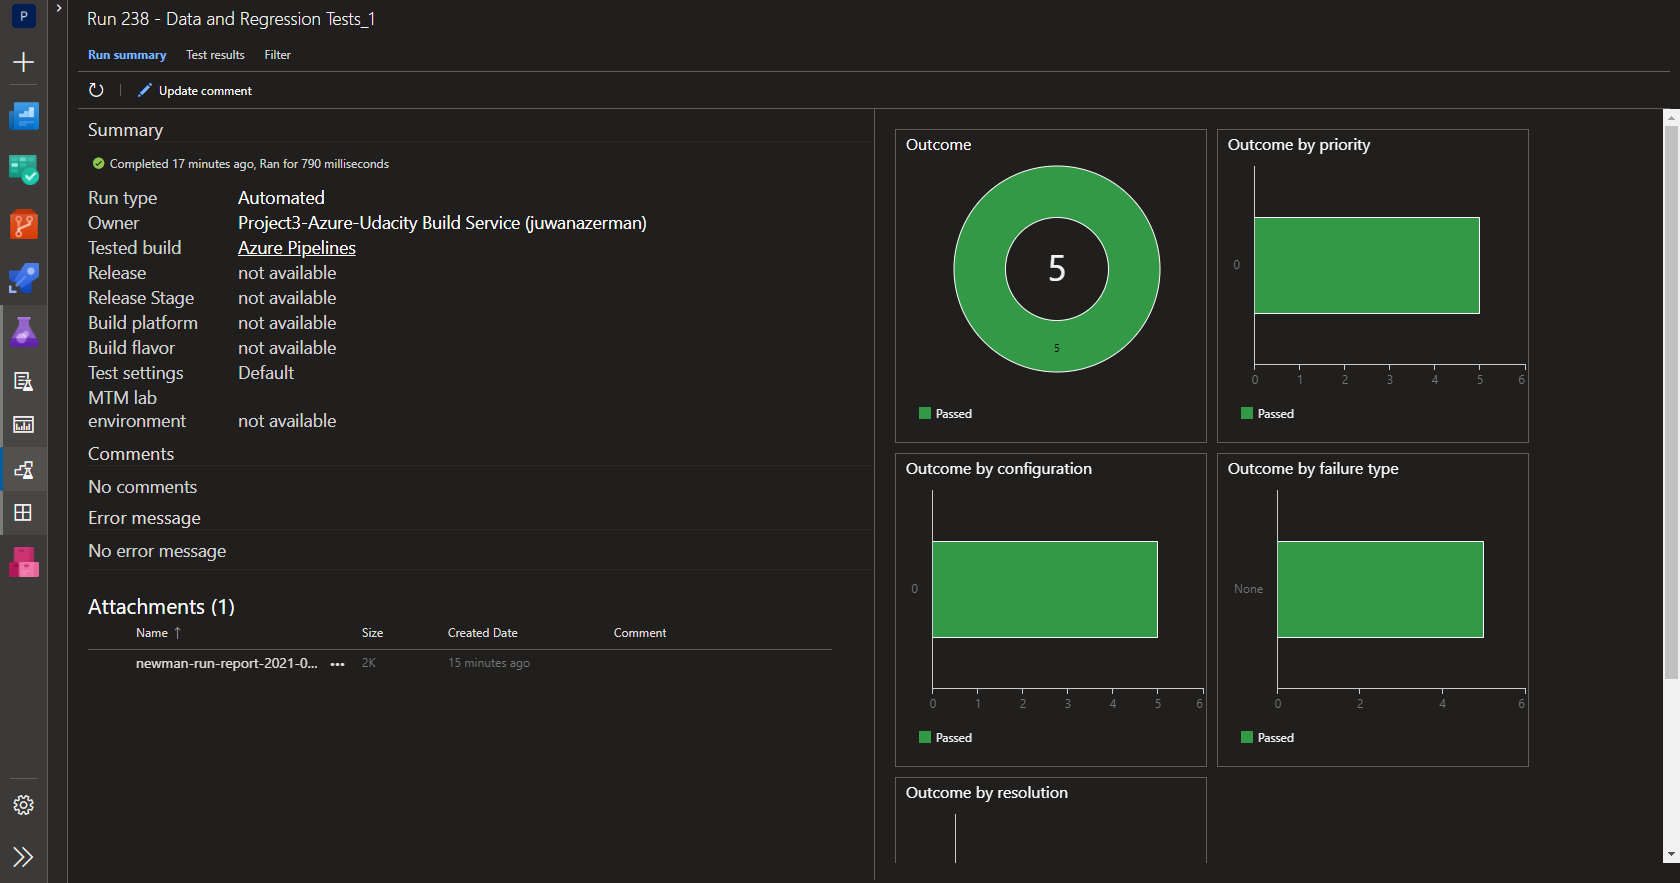 P
Run 238 - Data and Regression Tests_1
Run summary Test results Filter
Update comment
Summary
Completed 17 minutes ago, Ran for 790 milliseconds
Run type Automated
Owner Project3-Azure-Udacity Build Service (juwanazerman)
Tested build Azure Pipelines
Release not available
Release Stage not available
Build platform not available
Build flavor not available
Test settings Default
MTM lab
environment not available
Comments
No comments
Error message
No error message
Attachments (1)
Name ↑ Size Created Date Comment
newman-run-report-2021-0... ••• 2K 15 minutes ago
Outcome
5
5
Passed
Outcome by priority
0
0 1 2 3 4 5 6
Passed
Outcome by configuration
0
0 1 2 3 4 5 6
Passed
Outcome by failure type
None
0 2 4 6
Passed
Outcome by resolution